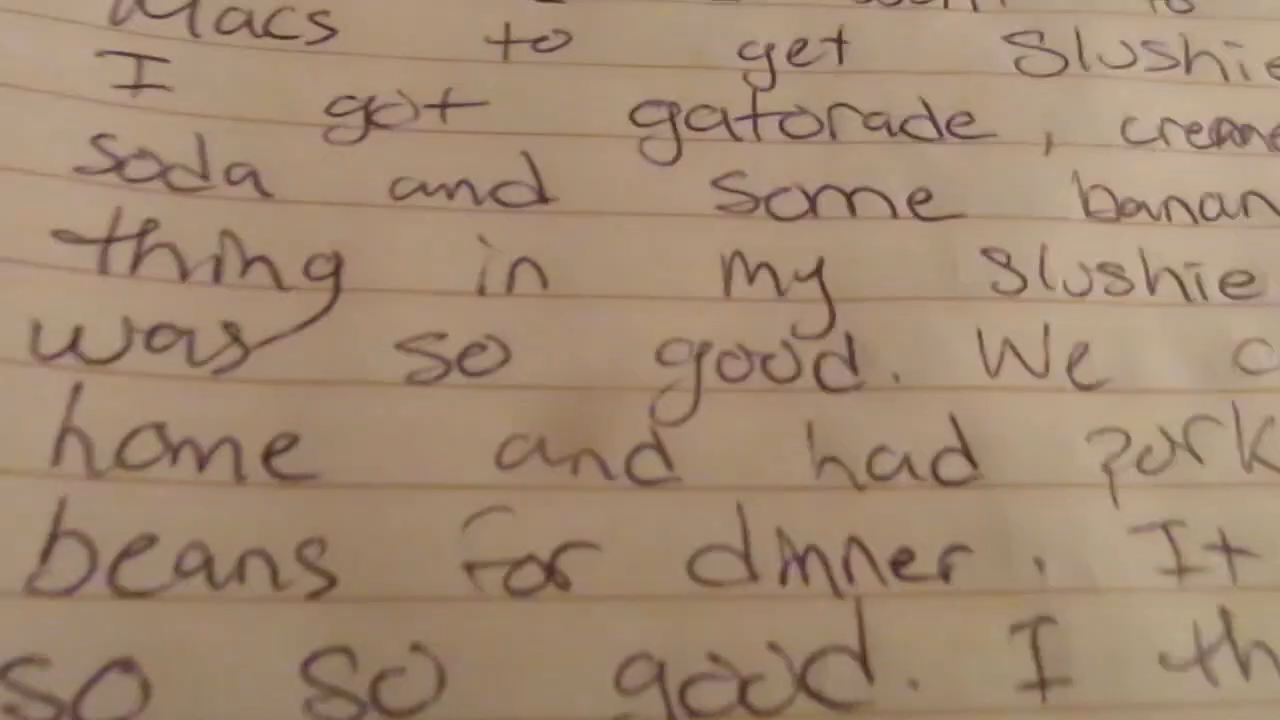 Macs to get Slushie
I got gatorade, creame
soda and some banan
thing in my slushie
was so good. We
home and had pork
beans for dinner. It
so so good. I th